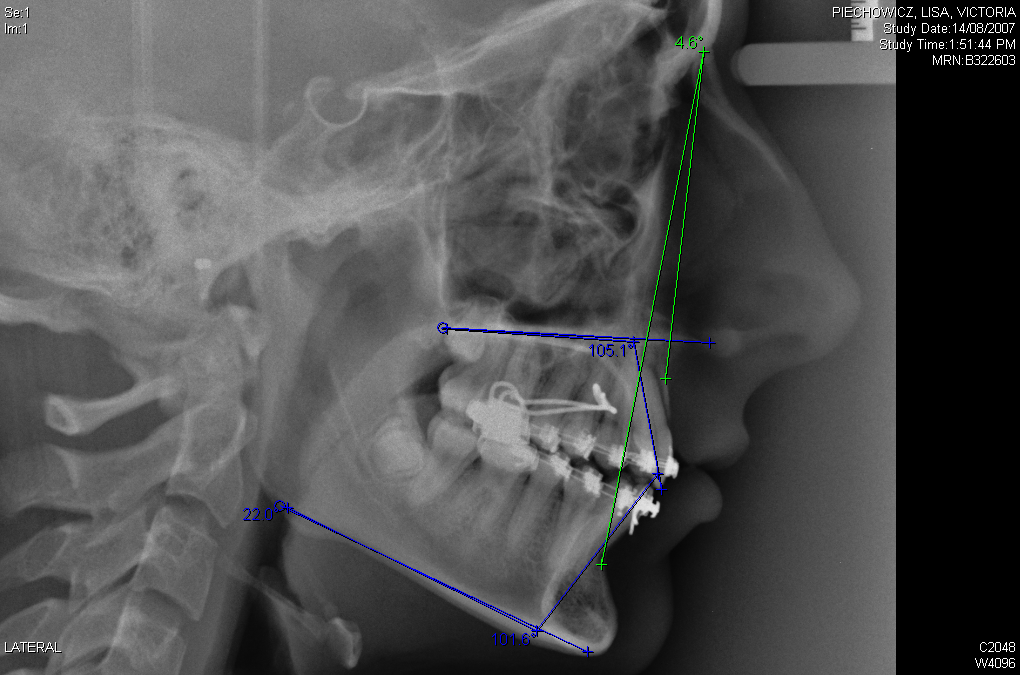 Se:1
Im:1
PIECHOWICZ, LISA, VICTORIA
Study Date:14/08/2007
Study Time:1:51:44 PM
MRN:B322603
4.6°
105.1°
22.0°
101.6°
LATERAL
C2048
W4096